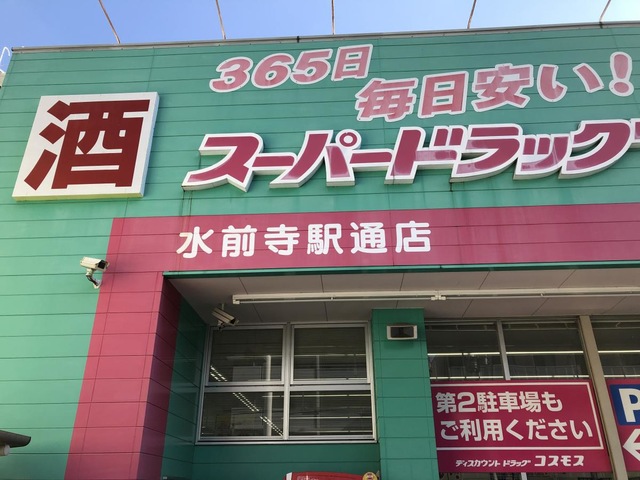 365日
毎日安い!
酒
スーパードラッグ
水前寺駅通店
第2駐車場も
ご利用ください
ディスカウント ドラッグ コスモス
P